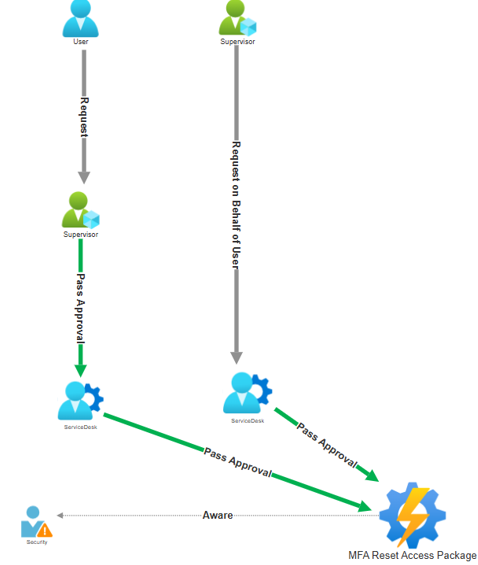 User
Supervisor
Request
Request on Behalf of User
Supervisor
Pass Approval
ServiceDesk
ServiceDesk
Pass Approval
Pass Approval
Aware
Security
MFA Reset Access Package